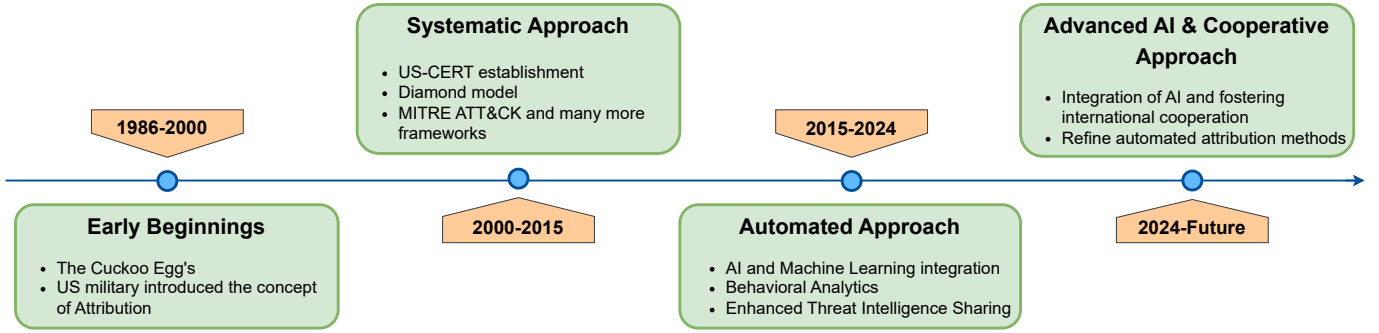 1986-2000
Early Beginnings
• The Cuckoo Egg's
• US military introduced the concept
of Attribution
Systematic Approach
• US-CERT establishment
• Diamond model
• MITRE ATT&CK and many more
frameworks
2000-2015
2015-2024
Automated Approach
• AI and Machine Learning integration
• Behavioral Analytics
• Enhanced Threat Intelligence Sharing
Advanced AI & Cooperative
Approach
• Integration of AI and fostering
international cooperation
• Refine automated attribution methods
2024-Future